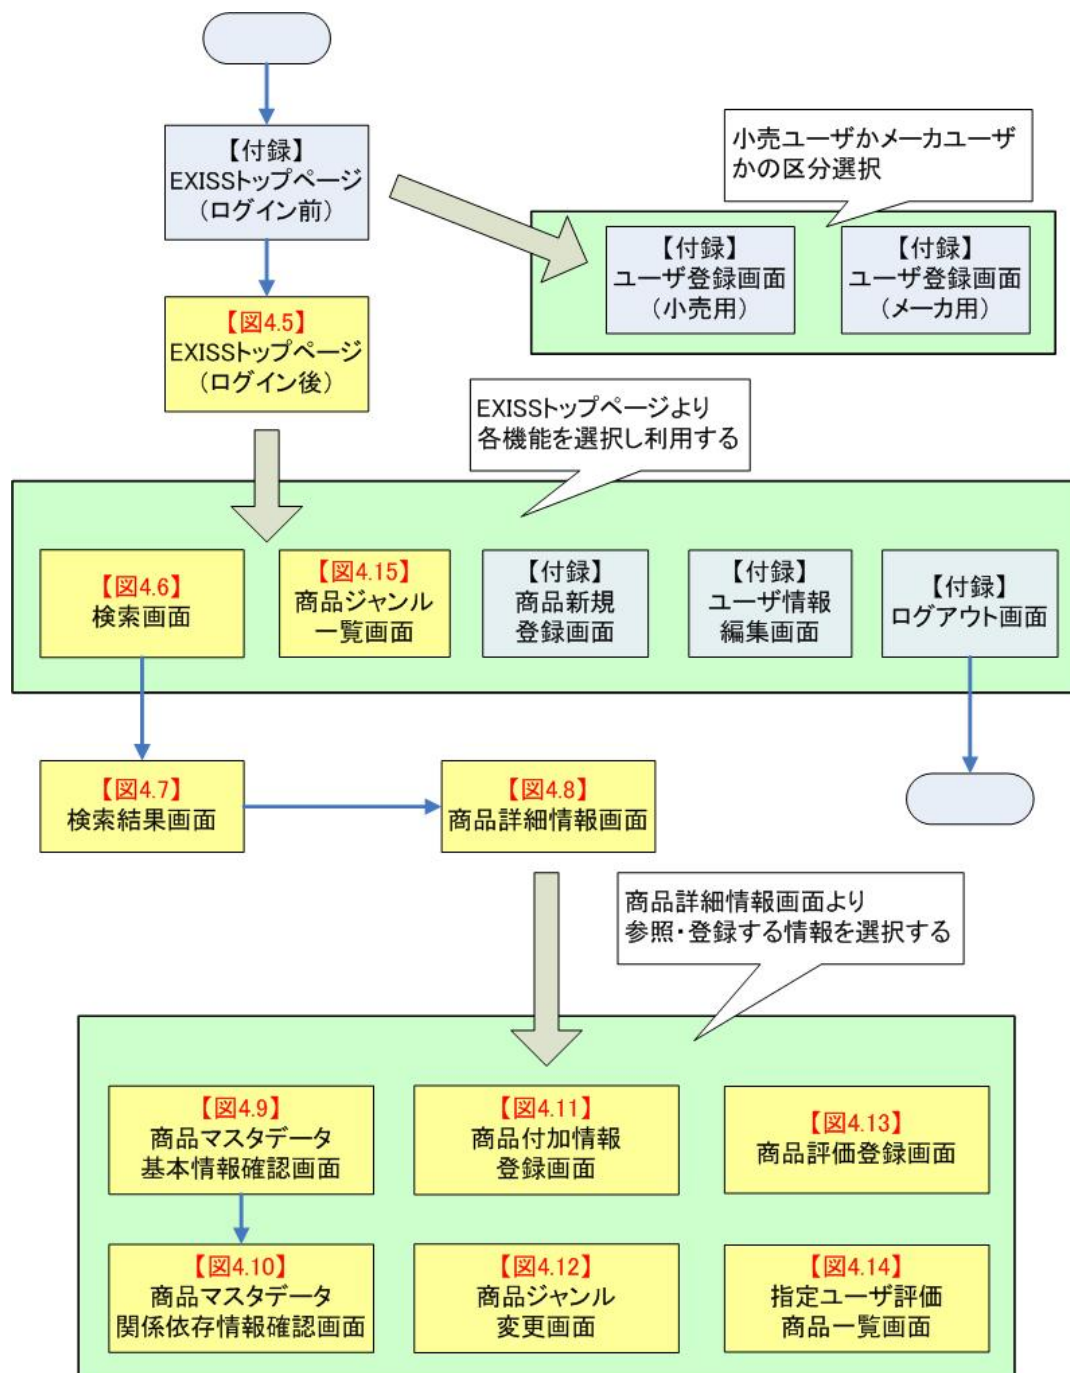 【付録】
EXISSトップページ
（ログイン前）
小売ユーザかメーカユーザ
かの区分選択
【付録】
ユーザ登録画面
（小売用）
【付録】
ユーザ登録画面
（メーカ用）
【図4.5】
EXISSトップページ
（ログイン後）
EXISSトップページより
各機能を選択し利用する
【図4.6】
検索画面
【図4.15】
商品ジャンル
一覧画面
【付録】
商品新規
登録画面
【付録】
ユーザ情報
編集画面
【付録】
ログアウト画面
【図4.7】
検索結果画面
【図4.8】
商品詳細情報画面
商品詳細情報画面より
参照・登録する情報を選択する
【図4.9】
商品マスタデータ
基本情報確認画面
【図4.11】
商品付加情報
登録画面
【図4.13】
商品評価登録画面
【図4.10】
商品マスタデータ
関係依存情報確認画面
【図4.12】
商品ジャンル
変更画面
【図4.14】
指定ユーザ評価
商品一覧画面